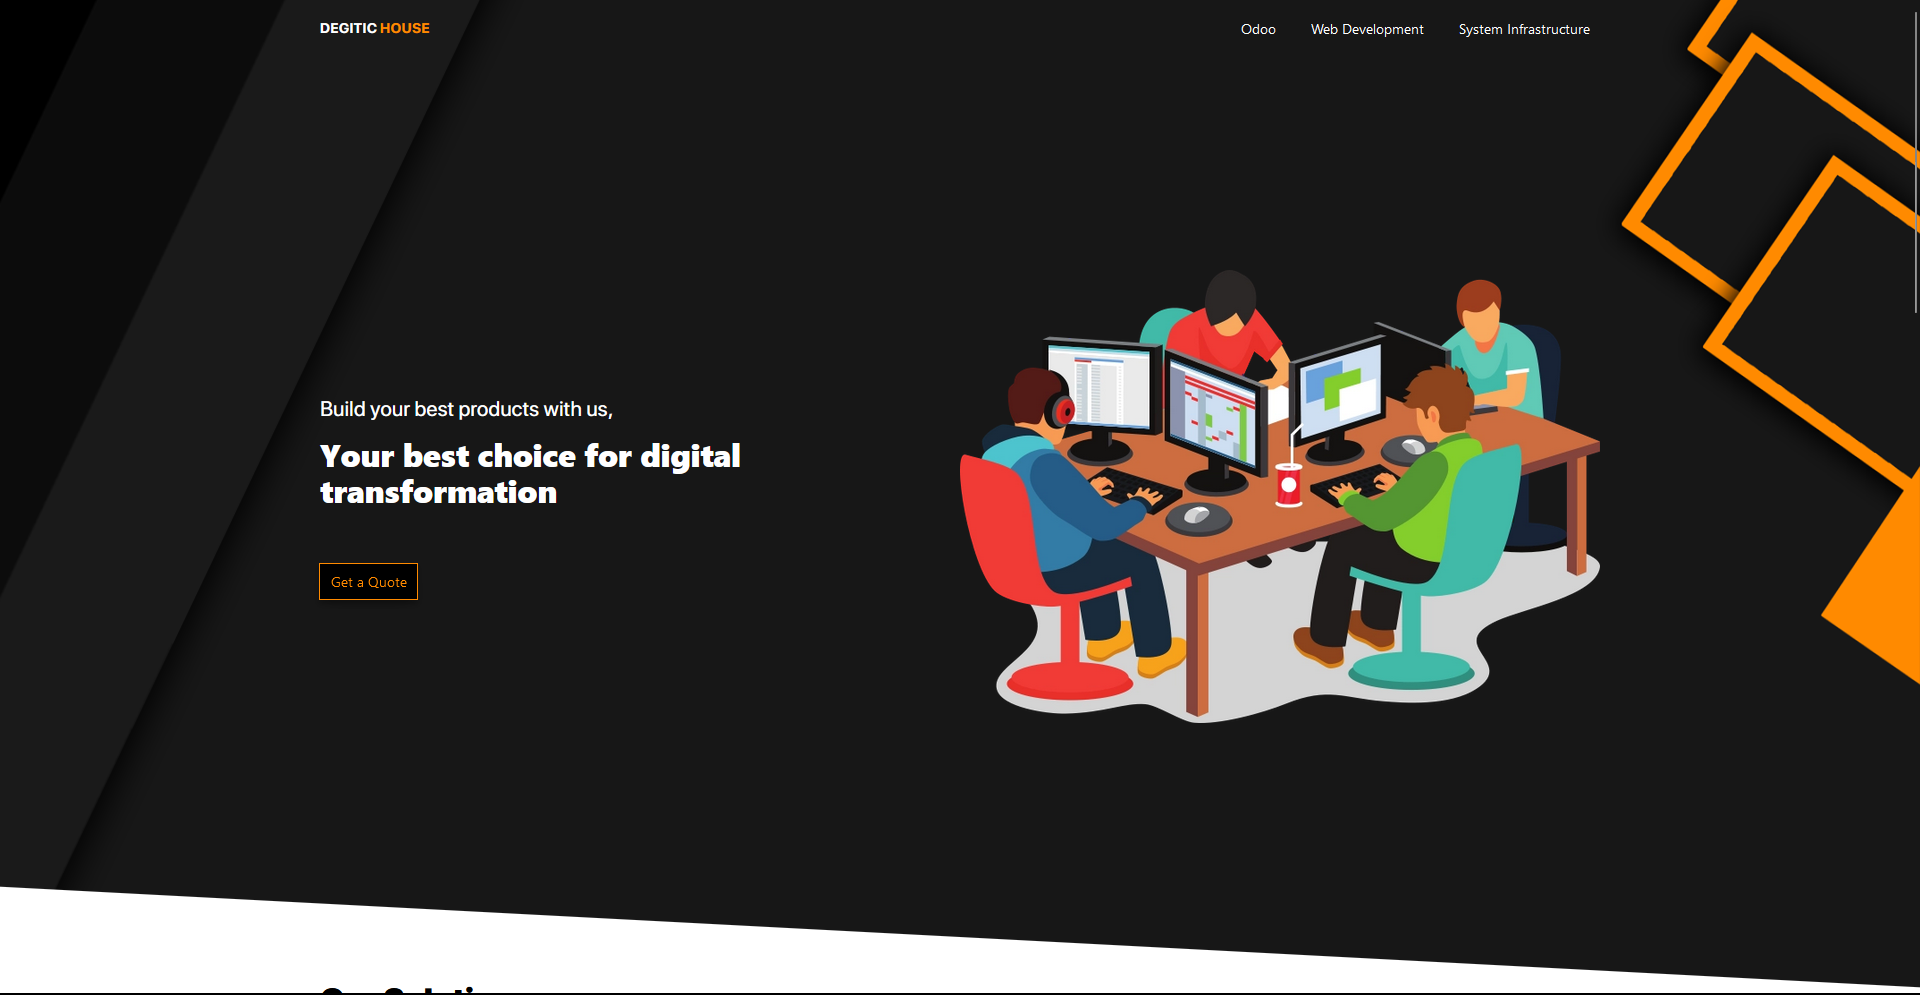 DEGITIC HOUSE
Odoo
Web Development
System Infrastructure
Build your best products with us,
Your best choice for digital
transformation
Get a Quote